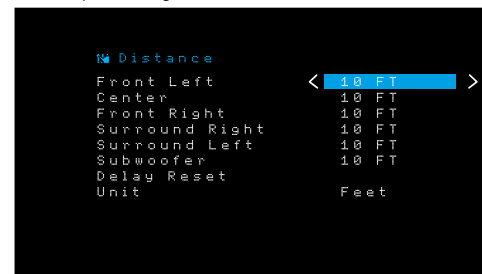 Distance
Front Left < 10 FT >
Center 10 FT
Front Right 10 FT
Surround Right 10 FT
Surround Left 10 FT
Subwoofer 10 FT
Delay Reset
Unit Feet